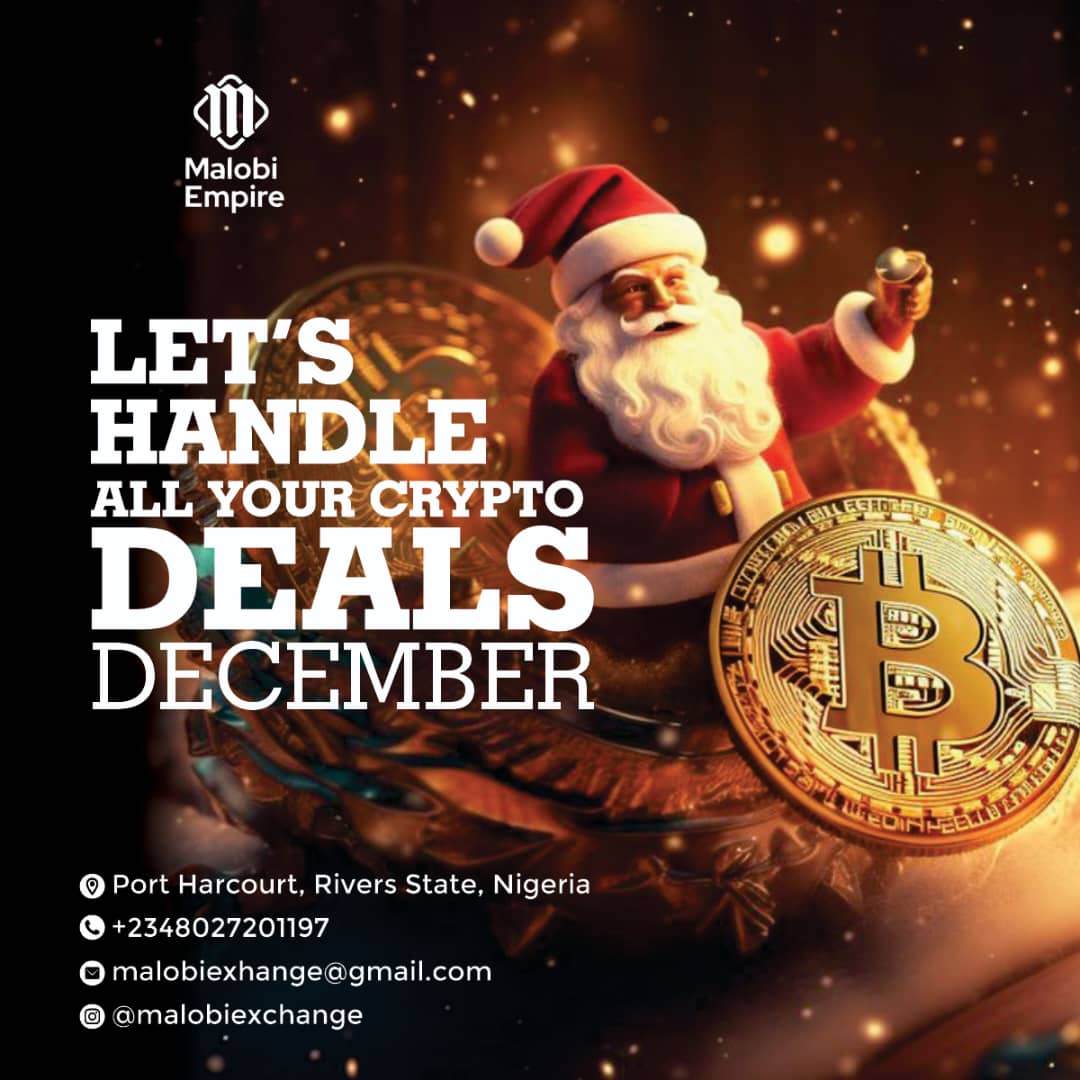 Malobi
Empire
LET'S
HANDLE
ALL YOUR CRYPTO
DEALS
DECEMBER
Port Harcourt, Rivers State, Nigeria
+2348027201197
malobiexhange@gmail.com
@malobiexchange